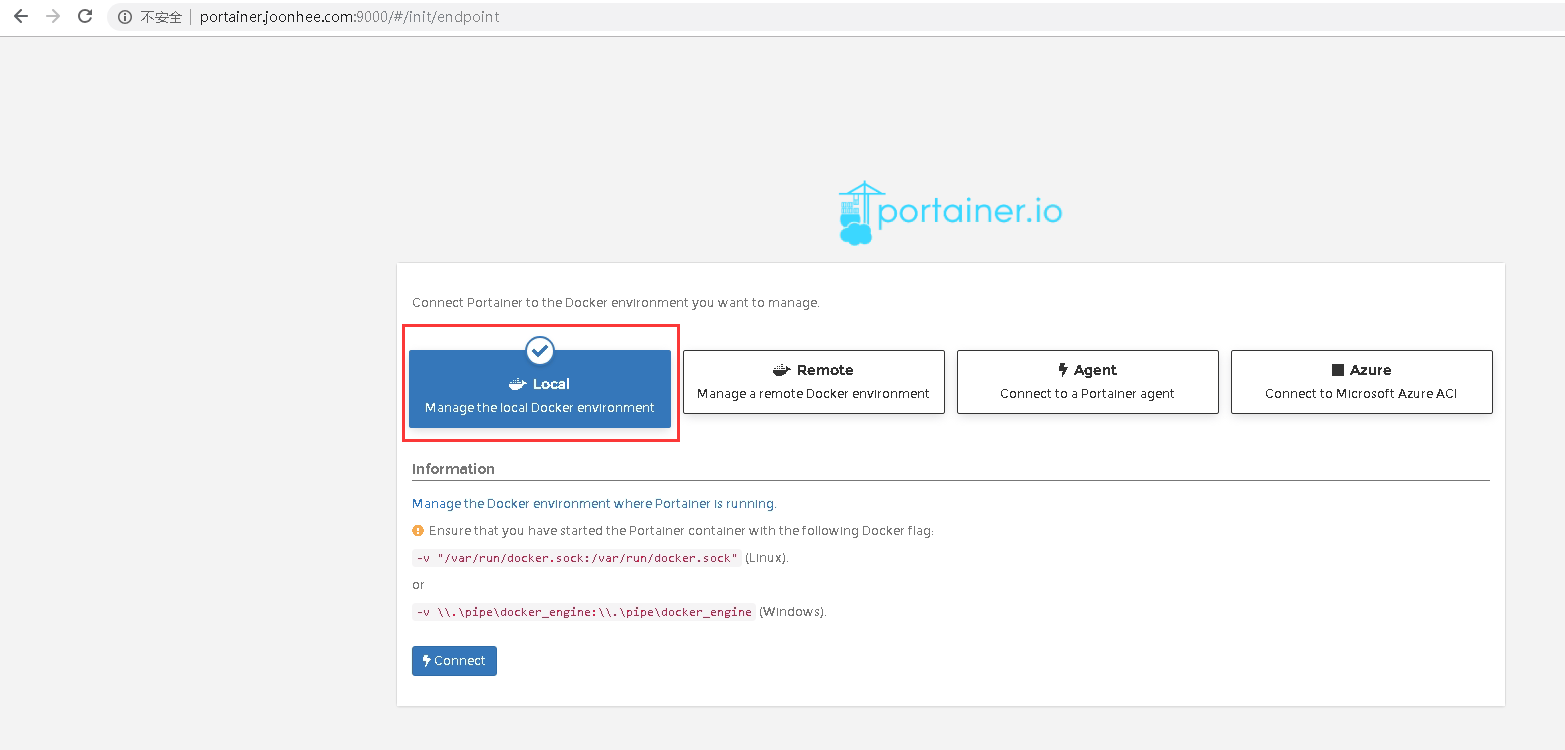 不安全 | portainer.joonhee.com:9000/#/init/endpoint
portainer.io
Connect Portainer to the Docker environment you want to manage.
Local
Manage the local Docker environment
Remote
Manage a remote Docker environment
Agent
Connect to a Portainer agent
Azure
Connect to Microsoft Azure ACI
Information
Manage the Docker environment where Portainer is running.
Ensure that you have started the Portainer container with the following Docker flag:
-v "/var/run/docker.sock:/var/run/docker.sock" (Linux).
or
-v \\.\pipe\docker_engine:\\.\pipe\docker_engine (Windows).
Connect